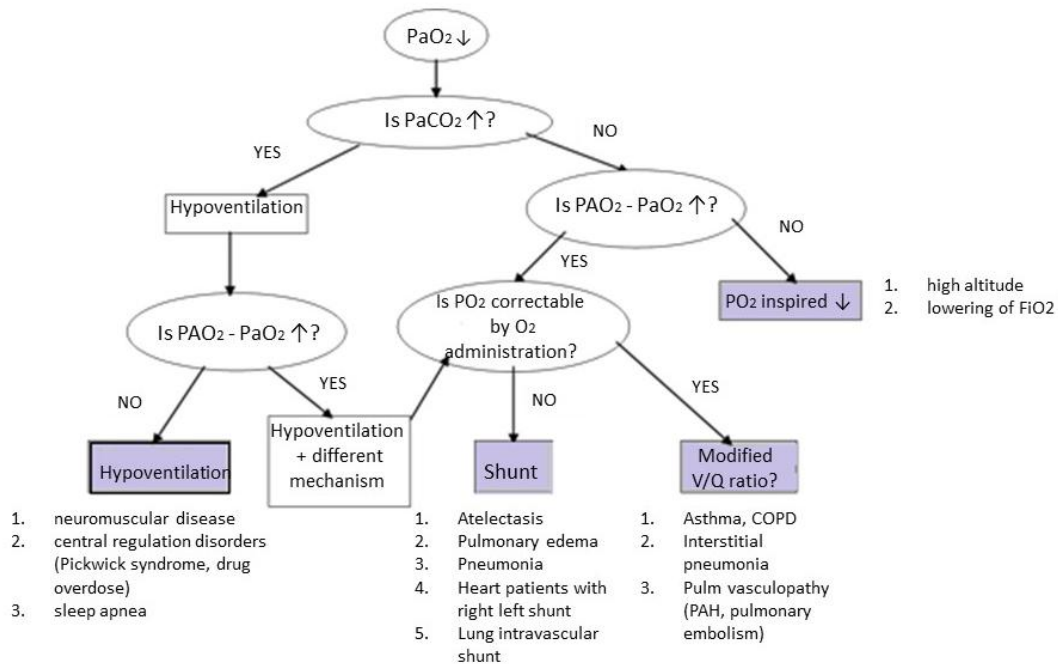 PaO2 ↓
Is PaCO2 ↑?
YES
NO
Hypoventilation
Is PAO2 - PaO2 ↑?
NO
YES
PO2 inspired ↓
1. high altitude
2. lowering of FiO2
Is PO2 correctable
by O2
administration?
Is PAO2 - PaO2 ↑?
NO
YES
NO
YES
Hypoventilation
Hypoventilation
+ different
mechanism
Shunt
Modified
V/Q ratio?
1. neuromuscular disease
2. central regulation disorders
(Pickwick syndrome, drug
overdose)
3. sleep apnea
1. Atelectasis
2. Pulmonary edema
3. Pneumonia
4. Heart patients with
right left shunt
5. Lung intravascular
shunt
1. Asthma, COPD
2. Interstitial
pneumonia
3. Pulm vasculopathy
(PAH, pulmonary
embolism)